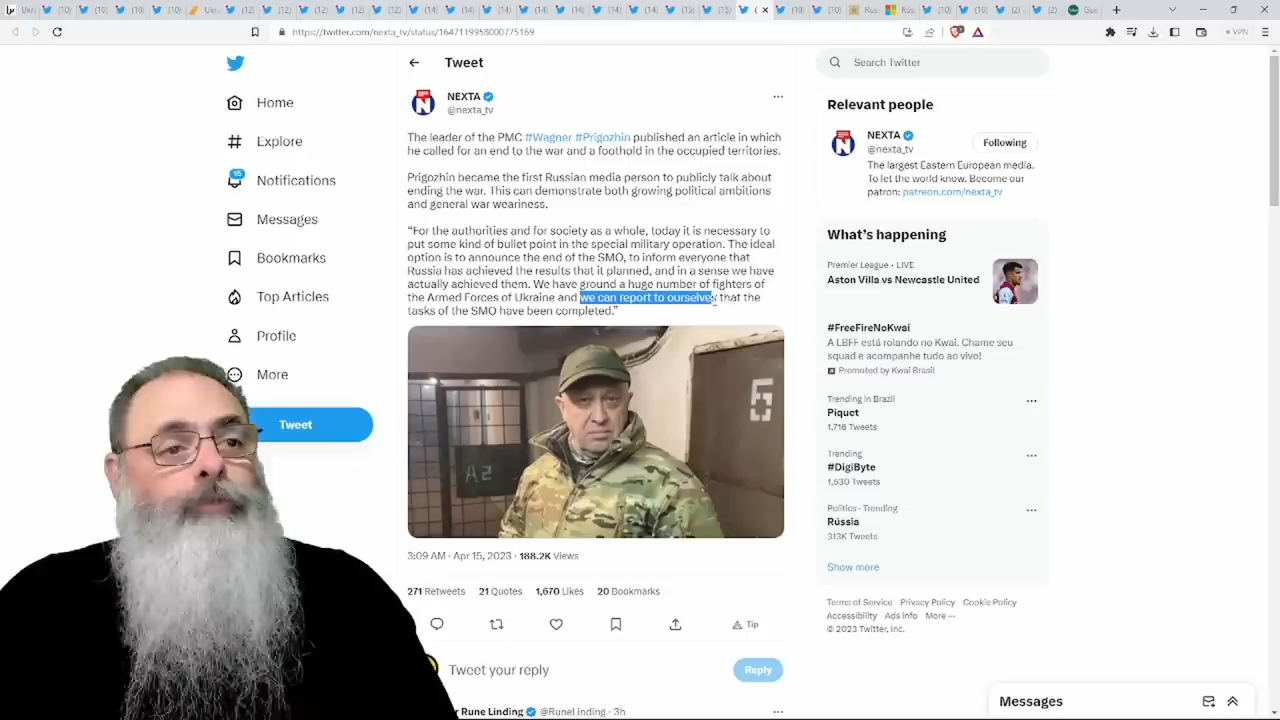 https://twitter.com/nexta_tv/status/1647119958000775169
VPN
Home
Explore
15
Notifications
Messages
Bookmarks
Top Articles
Profile
More
Tweet
Tweet
NEXTA
@nexta_tv
The leader of the PMC #Wagner #Prigozhin published an article in which
he called for an end to the war and a foothold in the occupied territories.
Prigozhin became the first Russian media person to publicly talk about
ending the war. This can demonstrate both growing political ambitions
and general war weariness.
“For the authorities and for society as a whole, today it is necessary to
put some kind of bullet point in the special military operation. The ideal
option is to announce the end of the SMO, to inform everyone that
Russia has achieved the results that it planned, and in a sense we have
actually achieved them. We have ground a huge number of fighters of
the Armed Forces of Ukraine and we can report to ourselves that the
tasks of the SMO have been completed.”
3:09 AM · Apr 15, 2023 · 188.2K Views
271 Retweets 21 Quotes 1,670 Likes 20 Bookmarks
Tip
Tweet your reply
Reply
Rune Linding @RuneLinding · 3h
Search Twitter
Relevant people
NEXTA
@nexta_tv
Following
The largest Eastern European media.
To let the world know. Become our
patron: patreon.com/nexta_tv
What’s happening
Premier League · LIVE
Aston Villa vs Newcastle United
#FreeFireNoKwai
A LBFF está rolando no Kwai. Chame seu
squad e acompanhe tudo ao vivo!
Promoted by Kwai Brasil
Trending in Brazil
Piquet
1,716 Tweets
Trending
#DigiByte
1,530 Tweets
Politics · Trending
Rússia
313K Tweets
Show more
Terms of Service Privacy Policy Cookie Policy
Accessibility Ads info More ···
© 2023 Twitter, Inc.
Messages